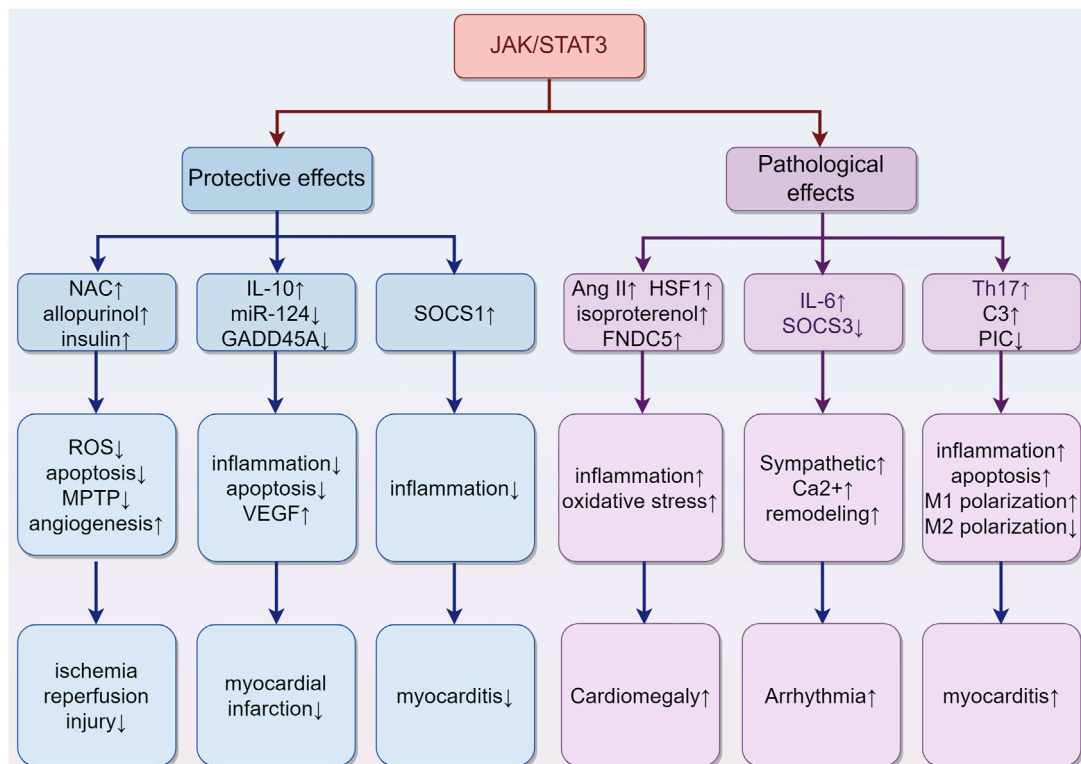 JAK/STAT3
Protective effects
Pathological
effects
NAC↑
allopurinol↑
insulin↑
IL-10↑
miR-124↓
GADD45A↓
SOCS1↑
Ang II↑ HSF1↑
isoproterenol↑
FNDC5↑
IL-6↑
SOCS3↓
Th17↑
C3↑
PIC↓
ROS↓
apoptosis↓
MPTP↓
angiogenesis↑
inflammation↓
apoptosis↓
VEGF↑
inflammation↓
inflammation↑
oxidative stress↑
Sympathetic↑
Ca2+↑
remodeling↑
inflammation↑
apoptosis↑
M1 polarization↑
M2 polarization↓
ischemia
reperfusion
injury↓
myocardial
infarction↓
myocarditis↓
Cardiomegaly↑
Arrhythmia↑
myocarditis↑